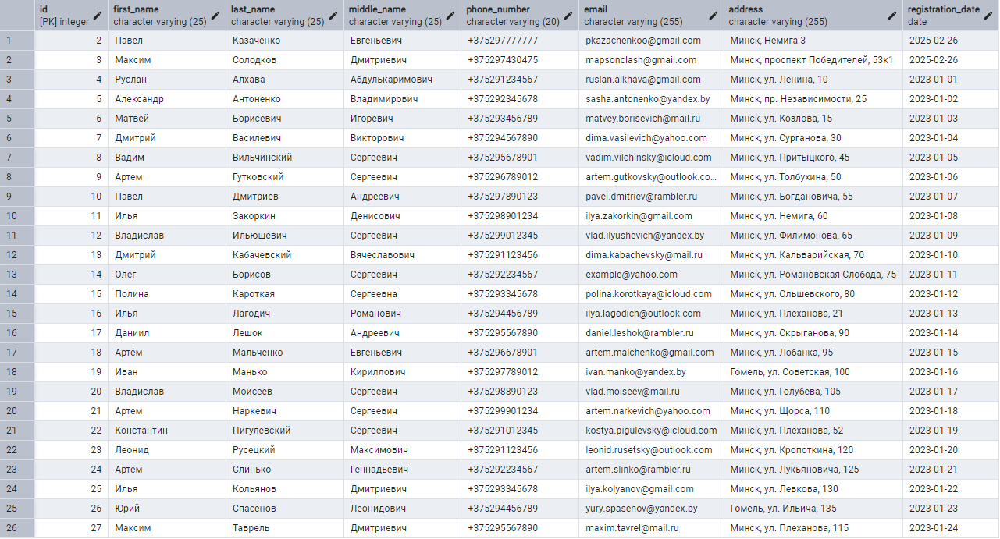 id first_name last_name middle_name phone_number email address registration_date
[PK] integer character varying (25) character varying (25) character varying (25) character varying (20) character varying (255) character varying (255) date
1 2 Павел Казаченко Евгеньевич +375297777777 pkazachenkoo@gmail.com Минск, Немига 3 2025-02-26
2 3 Максим Солодков Дмитриевич +375297430475 mapsonclash@gmail.com Минск, проспект Победителей, 53к1 2025-02-26
3 4 Руслан Алхава Абдулькаримович +375291234567 ruslan.alkhava@gmail.com Минск, ул. Ленина, 10 2023-01-01
4 5 Александр Антоненко Владимирович +375292345678 sasha.antonenko@yandex.by Минск, пр. Независимости, 25 2023-01-02
5 6 Матвей Борисевич Игоревич +375293456789 matvey.borisevich@mail.ru Минск, ул. Козлова, 15 2023-01-03
6 7 Дмитрий Василевич Викторович +375294567890 dima.vasilevich@yahoo.com Минск, ул. Сурганова, 30 2023-01-04
7 8 Вадим Вильчинский Сергеевич +375295678901 vadim.vilchinsky@icloud.com Минск, ул. Притыцкого, 45 2023-01-05
8 9 Артем Гутковский Сергеевич +375296789012 artem.gutkovsky@outlook.co... Минск, ул. Толбухина, 50 2023-01-06
9 10 Павел Дмитриев Андреевич +375297890123 pavel.dmitriev@rambler.ru Минск, ул. Богдановича, 55 2023-01-07
10 11 Илья Закоркин Денисович +375298901234 ilya.zakorkin@gmail.com Минск, ул. Немига, 60 2023-01-08
11 12 Владислав Ильюшевич Сергеевич +375299012345 vlad.ilyushevich@yandex.by Минск, ул. Филимонова, 65 2023-01-09
12 13 Дмитрий Кабачевский Вячеславович +375291123456 dima.kabachevsky@mail.ru Минск, ул. Кальварийская, 70 2023-01-10
13 14 Олег Борисов Сергеевич +375292234567 example@yahoo.com Минск, ул. Романовская Слобода, 75 2023-01-11
14 15 Полина Кароткая Сергеевна +375293345678 polina.korotkaya@icloud.com Минск, ул. Ольшевского, 80 2023-01-12
15 16 Илья Лагодич Романович +375294456789 ilya.lagodich@outlook.com Минск, ул. Плеханова, 21 2023-01-13
16 17 Даниил Лешок Андреевич +375295567890 daniel.leshok@rambler.ru Минск, ул. Скрыганова, 90 2023-01-14
17 18 Артём Мальченко Евгеньевич +375296678901 artem.malchenko@gmail.com Минск, ул. Лобанка, 95 2023-01-15
18 19 Иван Манько Кириллович +375297789012 ivan.manko@yandex.by Гомель, ул. Советская, 100 2023-01-16
19 20 Владислав Моисеев Сергеевич +375298890123 vlad.moiseev@mail.ru Минск, ул. Голубева, 105 2023-01-17
20 21 Артем Наркевич Сергеевич +375299901234 artem.narkevich@yahoo.com Минск, ул. Щорса, 110 2023-01-18
21 22 Константин Пигулевский Сергеевич +375291012345 kostya.pigulevsky@icloud.com Минск, ул. Плеханова, 52 2023-01-19
22 23 Леонид Русецкий Максимович +375291123456 leonid.rusetsky@outlook.com Минск, ул. Кропоткина, 120 2023-01-20
23 24 Артём Слинько Геннадьевич +375292234567 artem.slinko@rambler.ru Минск, ул. Лукьяновича, 125 2023-01-21
24 25 Илья Кольянов Дмитриевич +375293345678 ilya.kolyanov@gmail.com Минск, ул. Левкова, 130 2023-01-22
25 26 Юрий Спасёнов Леонидович +375294456789 yury.spasenov@yandex.by Гомель, ул. Ильича, 135 2023-01-23
26 27 Максим Таврель Дмитриевич +375295567890 maxim.tavrel@mail.ru Минск, ул. Плеханова, 115 2023-01-24